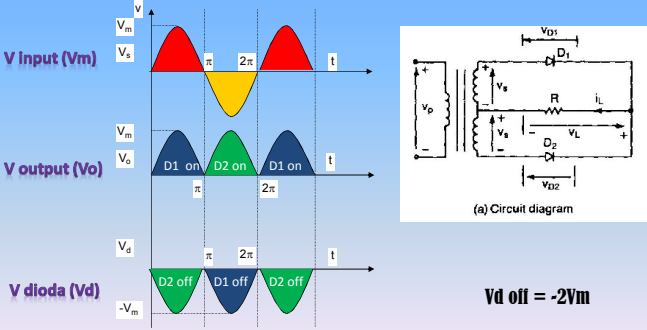 v
V input (Vm)
Vm
Vs
π
2π
t
V output (Vo)
Vm
Vo
D1 on
D2 on
D1 on
t
π
2π
V dioda (Vd)
Vd
π
2π
t
D2 off
D1 off
D2 off
-Vm
vD1
D1
+
+
vs
vp
-
R
iL
+
vs
-
vL
+
-
-
D2
vD2
(a) Circuit diagram
Vd off = -2Vm